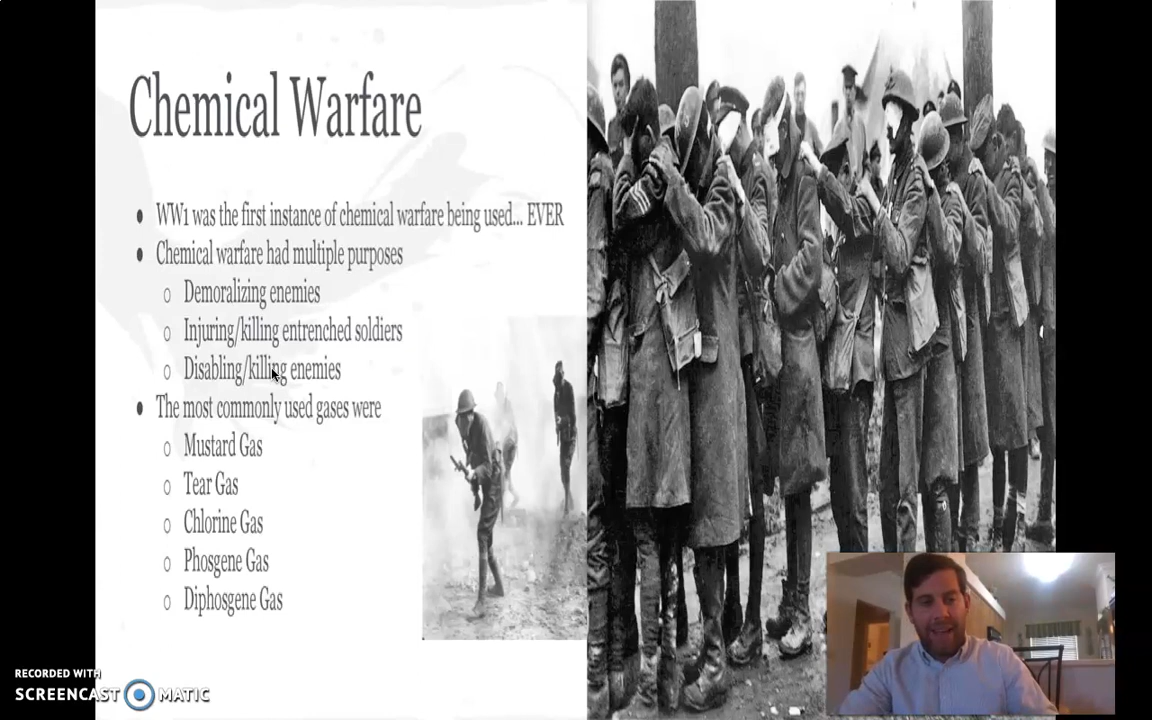 Chemical Warfare
• WW1 was the first instance of chemical warfare being used... EVER
• Chemical warfare had multiple purposes
o Demoralizing enemies
o Injuring/killing entrenched soldiers
o Disabling/killing enemies
• The most commonly used gases were
o Mustard Gas
o Tear Gas
o Chlorine Gas
o Phosgene Gas
o Diphosgene Gas
RECORDED WITH
SCREENCAST MATIC